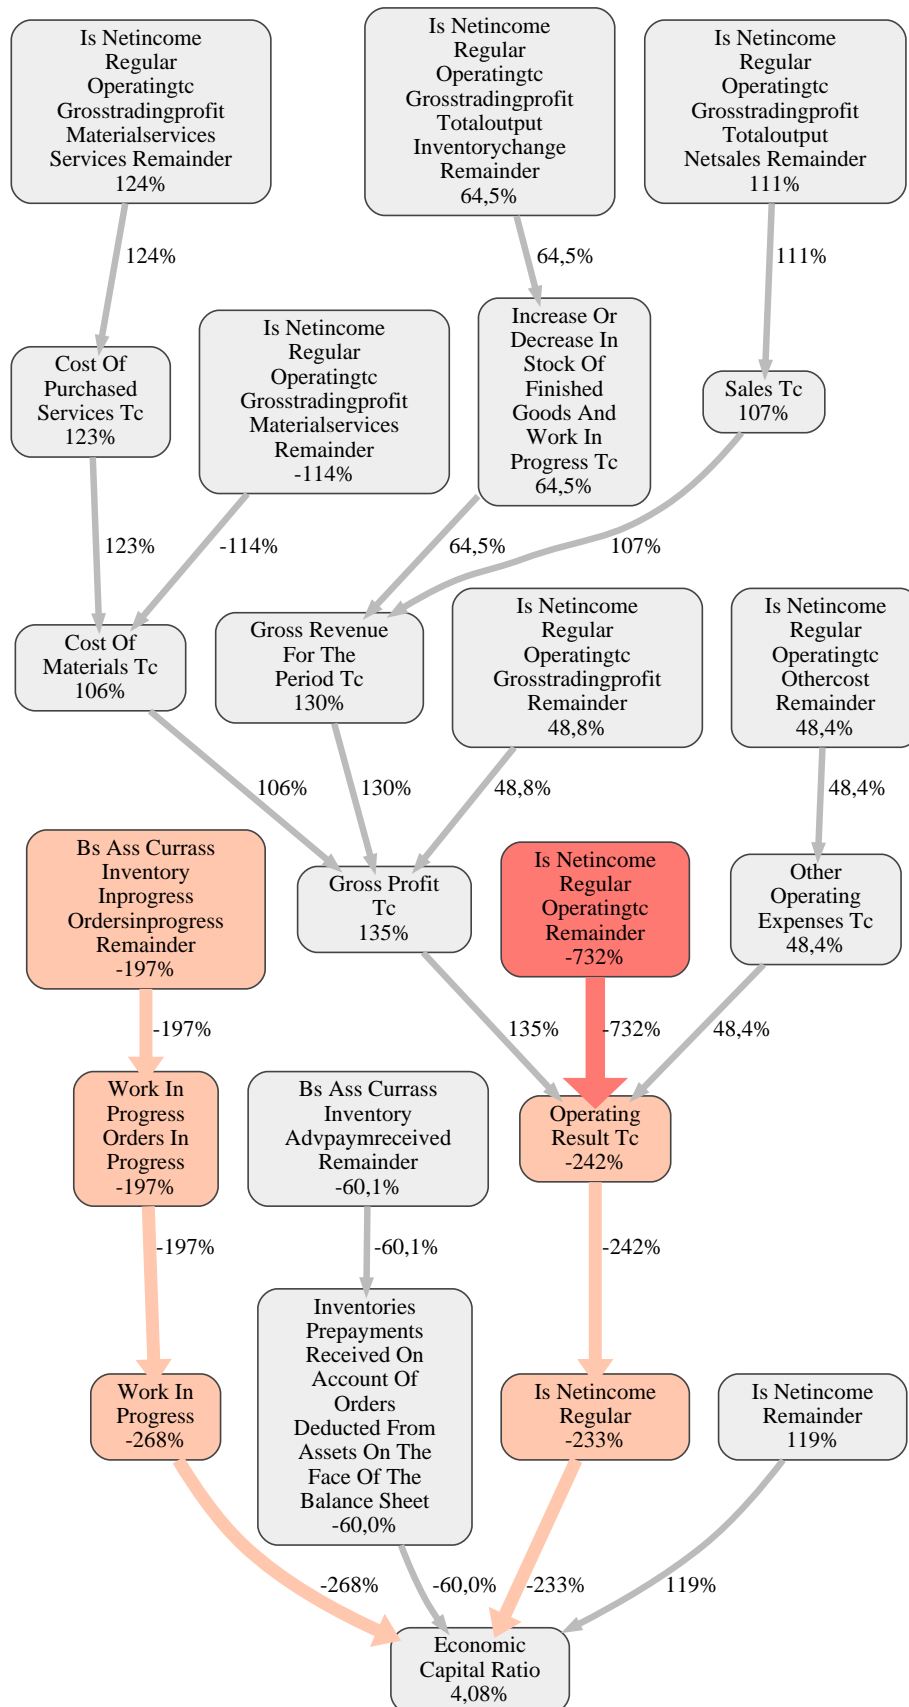 Is Netincome
Regular
Operatingtc
Grosstradingprofit
Materialservices
Services Remainder
124%
Is Netincome
Regular
Operatingtc
Grosstradingprofit
Totaloutput
Inventorychange
Remainder
64,5%
Is Netincome
Regular
Operatingtc
Grosstradingprofit
Totaloutput
Netsales Remainder
111%
124%
64,5%
111%
Cost Of
Purchased
Services Tc
123%
Is Netincome
Regular
Operatingtc
Grosstradingprofit
Materialservices
Remainder
-114%
Increase Or
Decrease In
Stock Of
Finished
Goods And
Work In
Progress Tc
64,5%
Sales Tc
107%
123%
-114%
64,5%
107%
Cost Of
Materials Tc
106%
Gross Revenue
For The
Period Tc
130%
Is Netincome
Regular
Operatingtc
Grosstradingprofit
Remainder
48,8%
Is Netincome
Regular
Operatingtc
Othercost
Remainder
48,4%
106%
130%
48,8%
48,4%
Bs Ass Currass
Inventory
Inprogress
Ordersinprogress
Remainder
-197%
Gross Profit
Tc
135%
Is Netincome
Regular
Operatingtc
Remainder
-732%
Other
Operating
Expenses Tc
48,4%
-197%
135%
-732%
48,4%
Work In
Progress
Orders In
Progress
-197%
Bs Ass Currass
Inventory
Advpaymreceived
Remainder
-60,1%
Operating
Result Tc
-242%
-197%
-60,1%
-242%
Work In
Progress
-268%
Inventories
Prepayments
Received On
Account Of
Orders
Deducted From
Assets On The
Face Of The
Balance Sheet
-60,0%
Is Netincome
Regular
-233%
Is Netincome
Remainder
119%
-268%
-60,0%
-233%
119%
Economic
Capital Ratio
4,08%